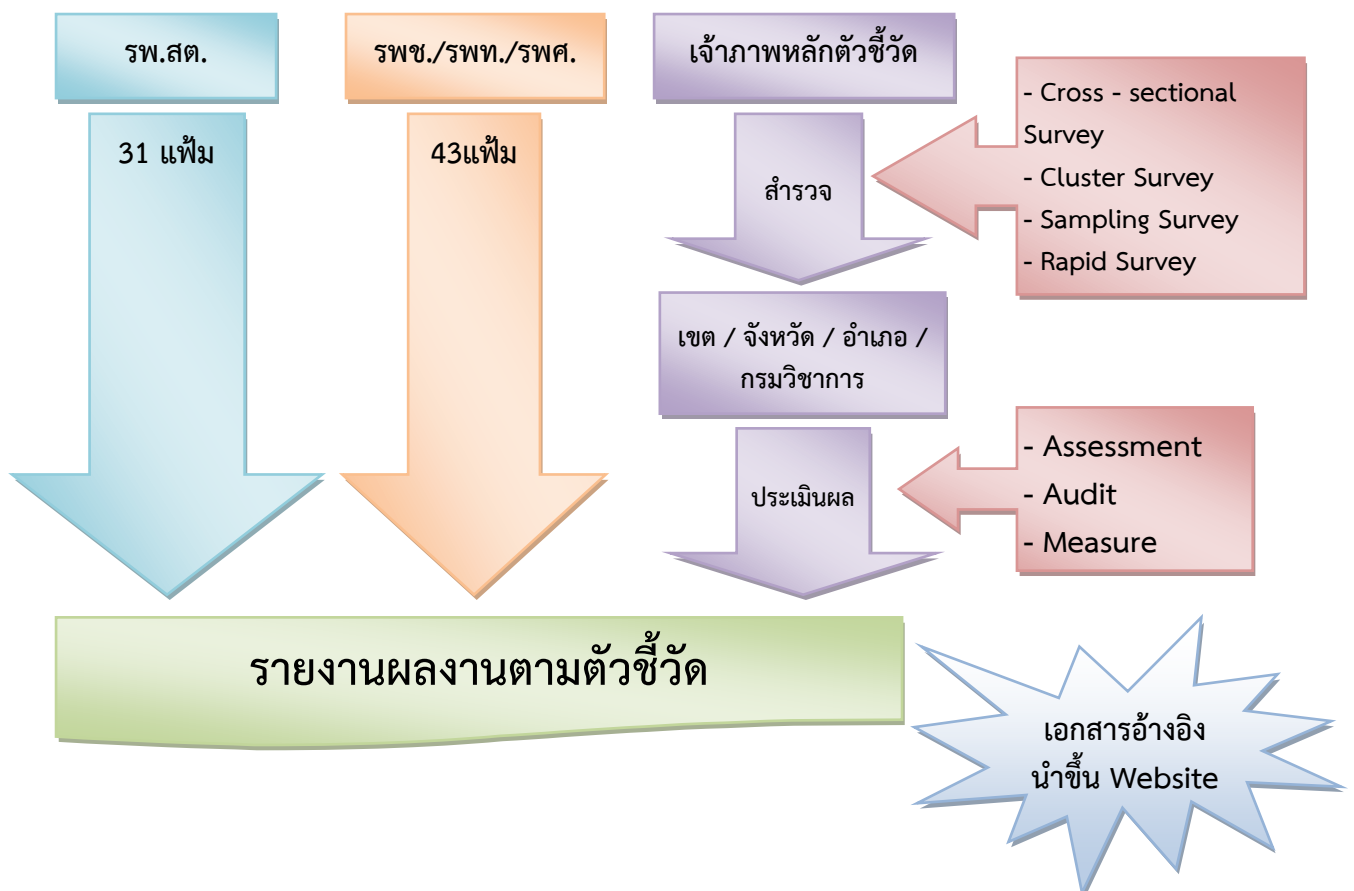 รพ.สต.
รพช./รพท./รพศ.
เจ้าภาพหลักตัวชี้วัด
31 แฟ้ม
43แฟ้ม
สำรวจ
- Cross - sectional
Survey
- Cluster Survey
- Sampling Survey
- Rapid Survey
เขต / จังหวัด / อำเภอ /
กรมวิชาการ
ประเมินผล
- Assessment
- Audit
- Measure
รายงานผลงานตามตัวชี้วัด
เอกสารอ้างอิง
นำขึ้น Website